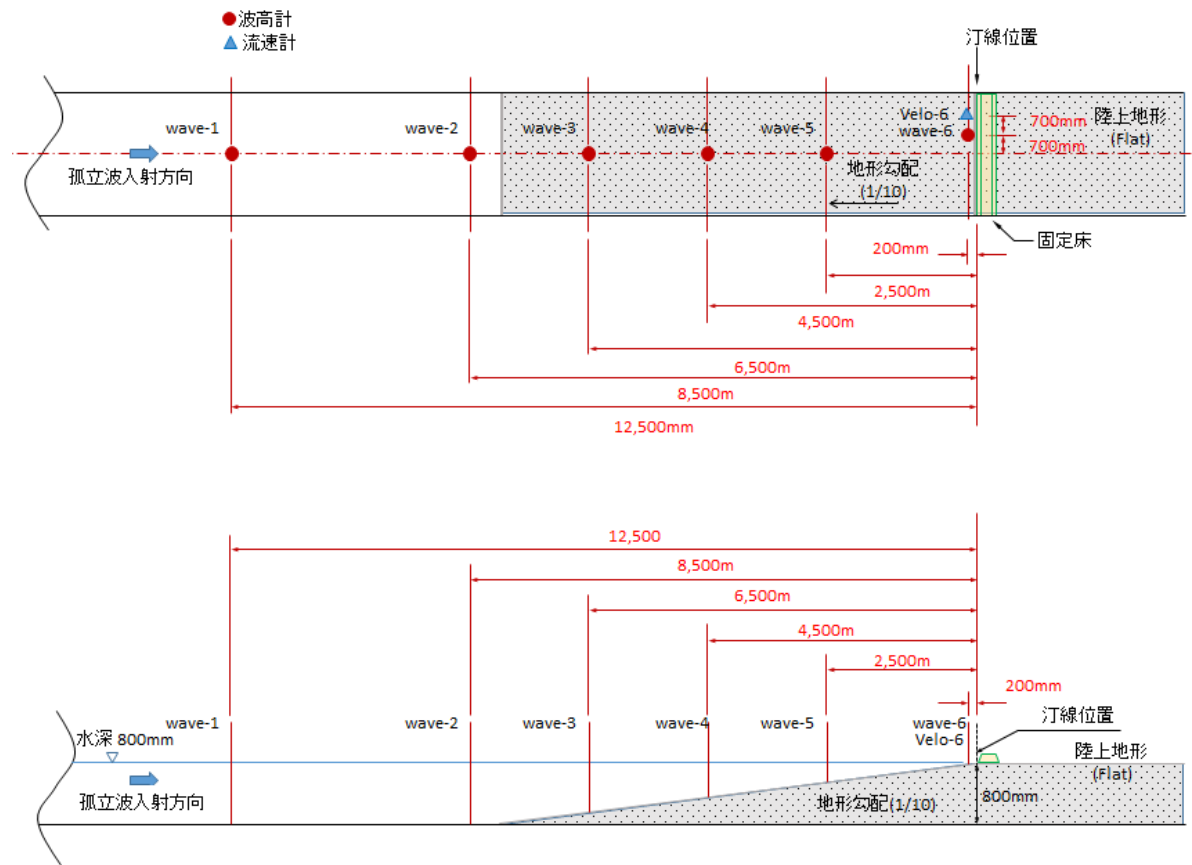 ●波高計
▲流速計
汀線位置
wave-1
wave-2
wave-3
wave-4
wave-5
Velo-6
wave-6
700mm
700mm
陸上地形
(Flat)
孤立波入射方向
地形勾配
(1/10)
固定床
200mm
2,500m
4,500m
6,500m
8,500m
12,500mm
12,500
8,500m
6,500m
4,500m
2,500m
200mm
wave-1
wave-2
wave-3
wave-4
wave-5
wave-6
Velo-6
汀線位置
水深 800mm
陸上地形
(Flat)
孤立波入射方向
地形勾配(1/10)
800mm